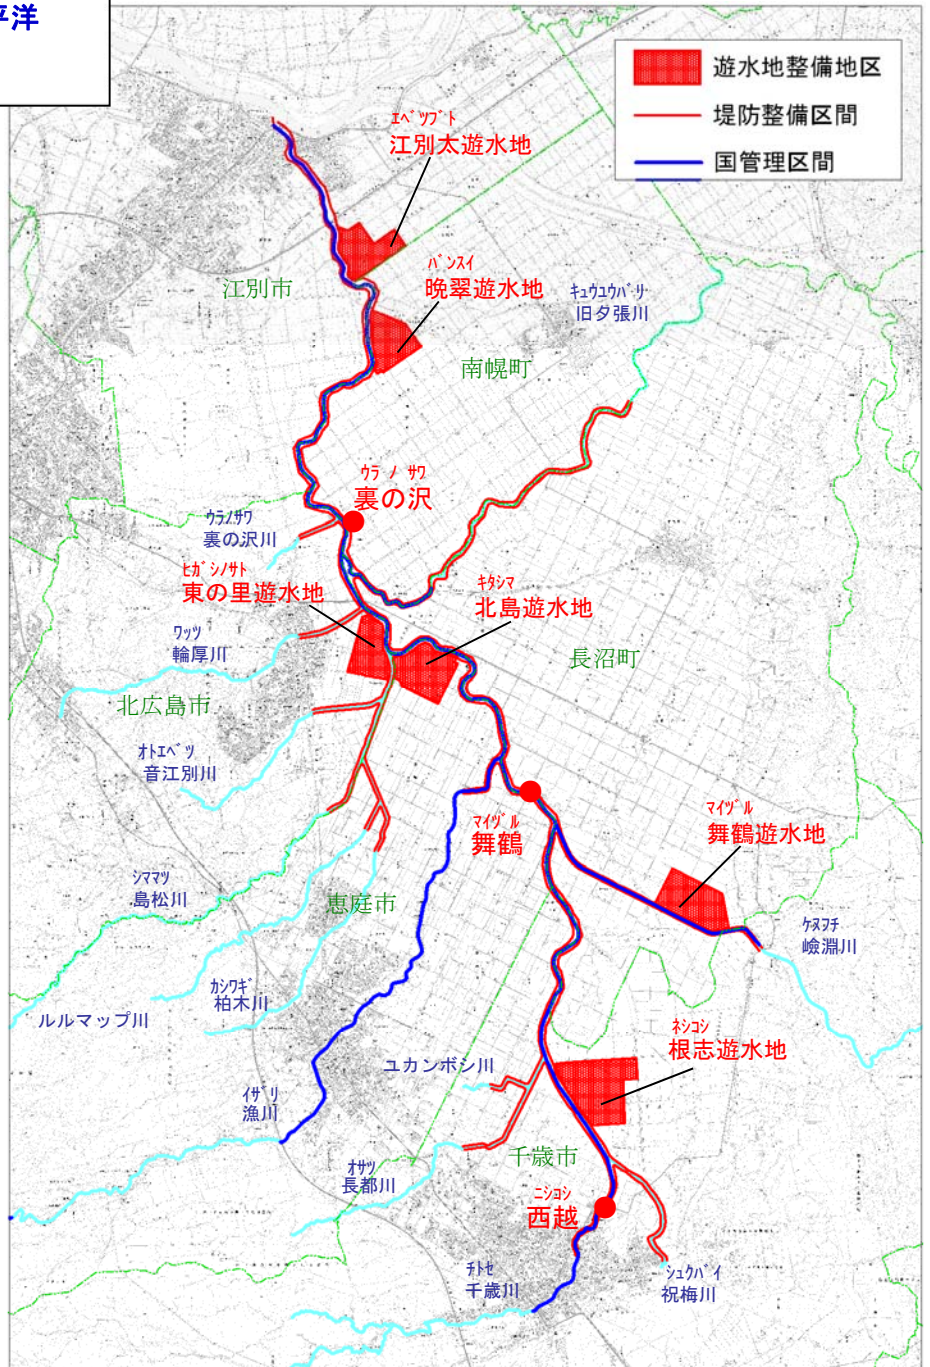 平洋
遊水地整備地区
堤防整備区間
国管理区間
エベツブト
江別太遊水地
江別市
バンスイ
晩翠遊水地
キュウユウバリ
旧夕張川
南幌町
ウラノサワ
裏の沢
ウラノサワ
裏の沢川
ヒガシノサト
東の里遊水地
キタシマ
北島遊水地
ワッツ
輪厚川
長沼町
北広島市
オトエベツ
音江別川
マイヅル
舞鶴
マイヅル
舞鶴遊水地
シママツ
島松川
恵庭市
ケヌフチ
嶮淵川
カシワギ
柏木川
ルルマップ川
ネシコシ
根志遊水地
ユカンボシ川
イザリ
漁川
オサツ
長都川
千歳市
ニシコシ
西越
チトセ
千歳川
シュクバイ
祝梅川